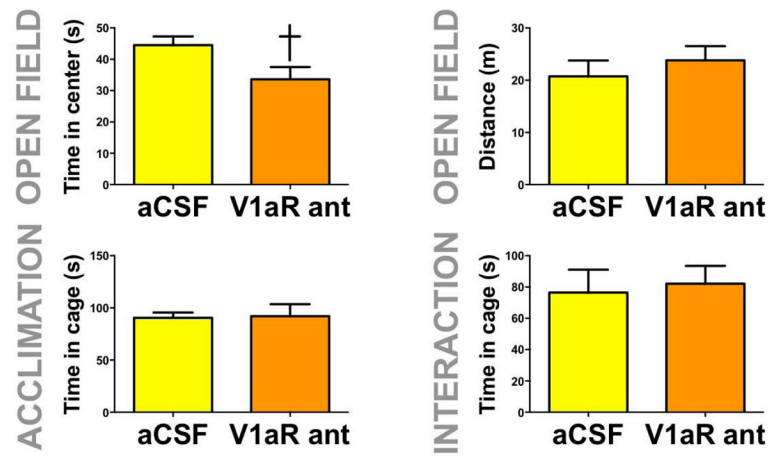 OPEN FIELD
Time in center (s)
50
40
30
20
10
0
†
aCSF V1aR ant
OPEN FIELD
Distance (m)
30
20
10
0
aCSF V1aR ant
ACCLIMATION
Time in cage (s)
150
100
50
0
aCSF V1aR ant
INTERACTION
Time in cage (s)
100
80
60
40
20
0
aCSF V1aR ant